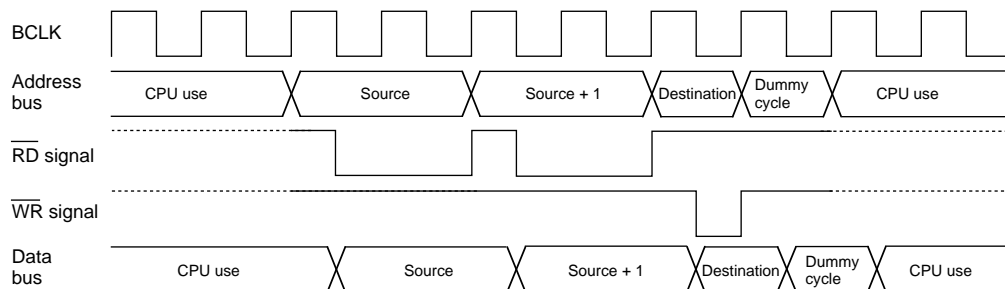 BCLK
Address
bus
CPU use
Source
Source + 1
Destination
Dummy
cycle
CPU use
RD signal
WR signal
Data
bus
CPU use
Source
Source + 1
Destination
Dummy
cycle
CPU use